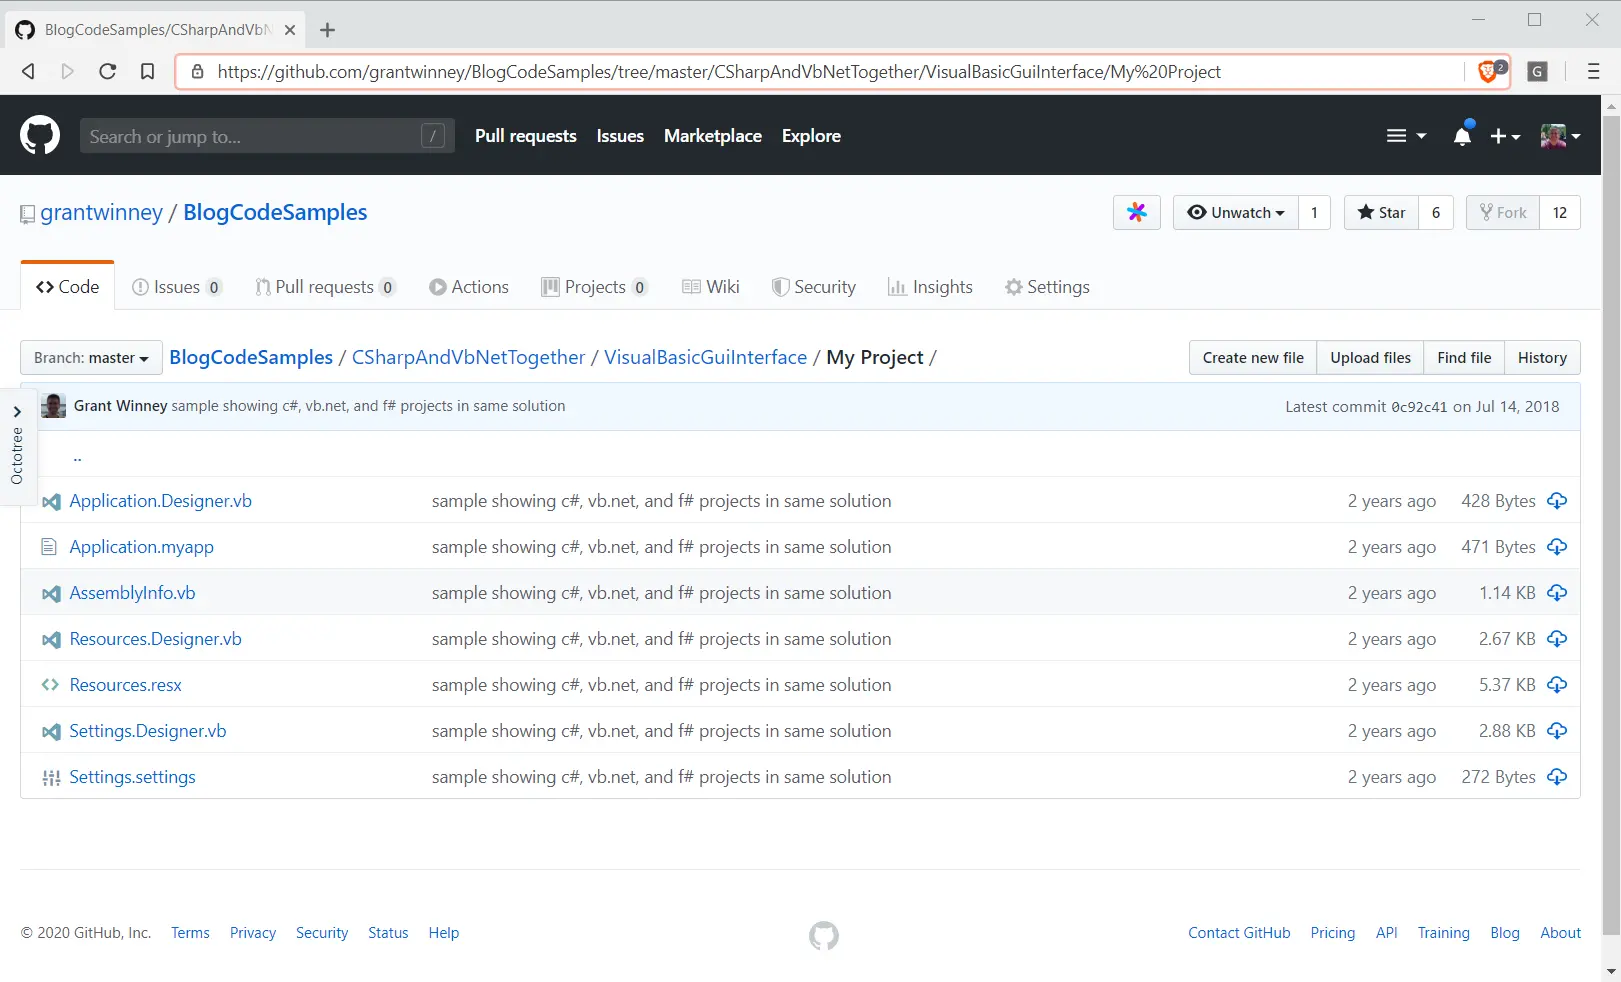 BlogCodeSamples/CSharpAndVbN
https://github.com/grantwinney/BlogCodeSamples/tree/master/CSharpAndVbNetTogether/VisualBasicGuiInterface/My%20Project 2 G
Search or jump to... / Pull requests Issues Marketplace Explore
grantwinney / BlogCodeSamples Unwatch 1 Star 6 Fork 12
Code Issues 0 Pull requests 0 Actions Projects 0 Wiki Security Insights Settings
Branch: master BlogCodeSamples / CSharpAndVbNetTogether / VisualBasicGuiInterface / My Project / Create new file Upload files Find file History
Grant Winney sample showing c#, vb.net, and f# projects in same solution Latest commit 0c92c41 on Jul 14, 2018
Octotree
..
Application.Designer.vb sample showing c#, vb.net, and f# projects in same solution 2 years ago 428 Bytes
Application.myapp sample showing c#, vb.net, and f# projects in same solution 2 years ago 471 Bytes
AssemblyInfo.vb sample showing c#, vb.net, and f# projects in same solution 2 years ago 1.14 KB
Resources.Designer.vb sample showing c#, vb.net, and f# projects in same solution 2 years ago 2.67 KB
Resources.resx sample showing c#, vb.net, and f# projects in same solution 2 years ago 5.37 KB
Settings.Designer.vb sample showing c#, vb.net, and f# projects in same solution 2 years ago 2.88 KB
Settings.settings sample showing c#, vb.net, and f# projects in same solution 2 years ago 272 Bytes
© 2020 GitHub, Inc. Terms Privacy Security Status Help Contact GitHub Pricing API Training Blog About